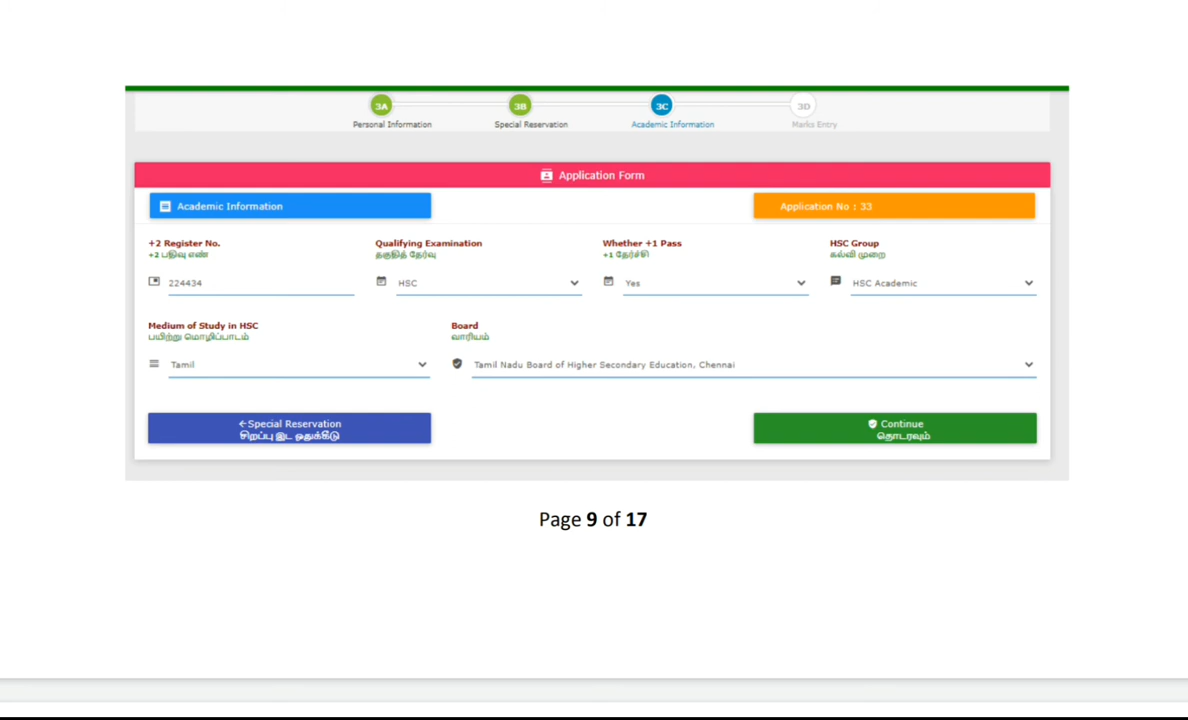 3A
3B
3C
3D
Personal Information
Special Reservation
Academic Information
Marks Entry
Application Form
Academic Information
Application No : 33
+2 Register No.
+2 பதிவு எண்
224434
Qualifying Examination
தகுதித் தேர்வு
HSC
Whether +1 Pass
+1 தேர்ச்சி
Yes
HSC Group
கல்வி முறை
HSC Academic
Medium of Study in HSC
பயிற்று மொழிப்பாடம்
Tamil
Board
வாரியம்
Tamil Nadu Board of Higher Secondary Education, Chennai
Special Reservation
சிறப்பு இட ஒதுக்கீடு
Continue
தொடரவும்
Page 9 of 17